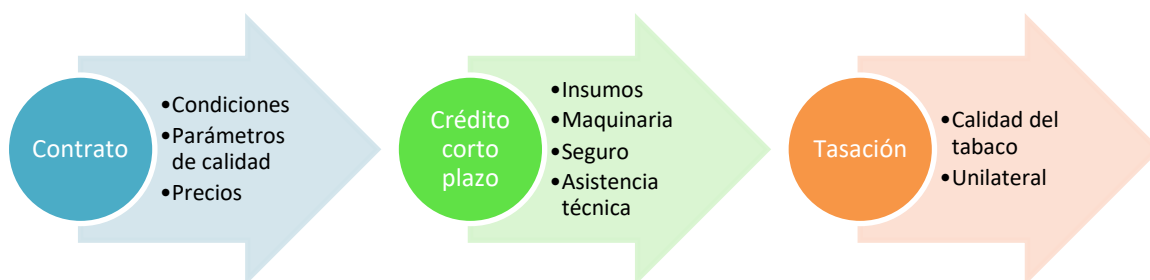 Contrato
•Condiciones
•Parámetros
de calidad
•Precios
Crédito
corto
plazo
•Insumos
•Maquinaria
•Seguro
•Asistencia
técnica
Tasación
•Calidad del
tabaco
•Unilateral